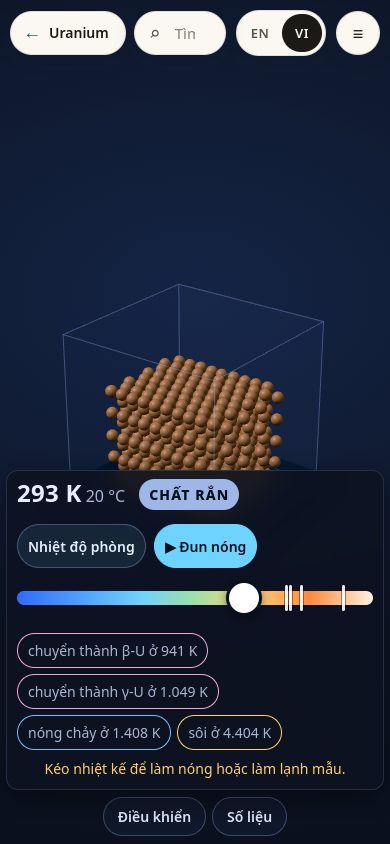 ← Uranium
Tìn
EN VI
≡
293 K 20 °C CHẤT RẮN
Nhiệt độ phòng ▶ Đun nóng
chuyển thành β-U ở 941 K
chuyển thành γ-U ở 1.049 K
nóng chảy ở 1.408 K sôi ở 4.404 K
Kéo nhiệt kế để làm nóng hoặc làm lạnh mẫu.
Điều khiển Số liệu